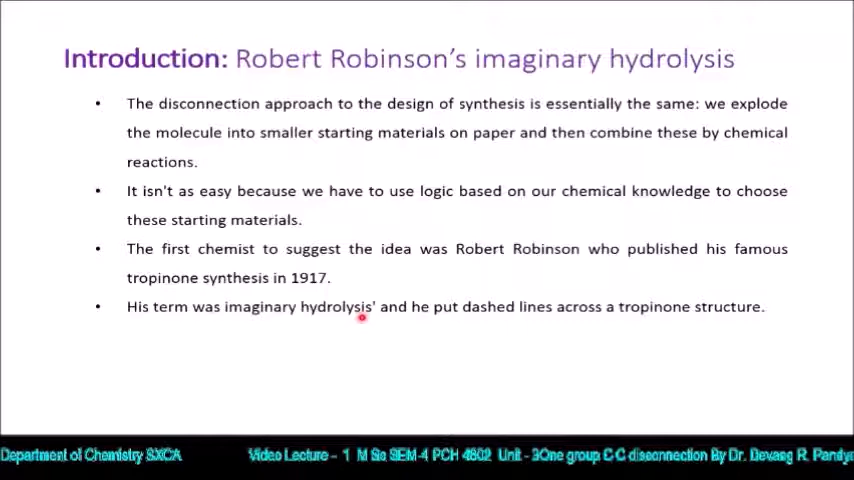 Introduction: Robert Robinson's imaginary hydrolysis
• The disconnection approach to the design of synthesis is essentially the same: we explode
the molecule into smaller starting materials on paper and then combine these by chemical
reactions.
• It isn't as easy because we have to use logic based on our chemical knowledge to choose
these starting materials.
• The first chemist to suggest the idea was Robert Robinson who published his famous
tropinone synthesis in 1917.
• His term was imaginary hydrolysis' and he put dashed lines across a tropinone structure.
Department of Chemistry SXCA Video Lecture - 1 M Sc SEM-4 PCH 4802 Unit - 3One group C-C disconnection By Dr. Devang R. Pandya